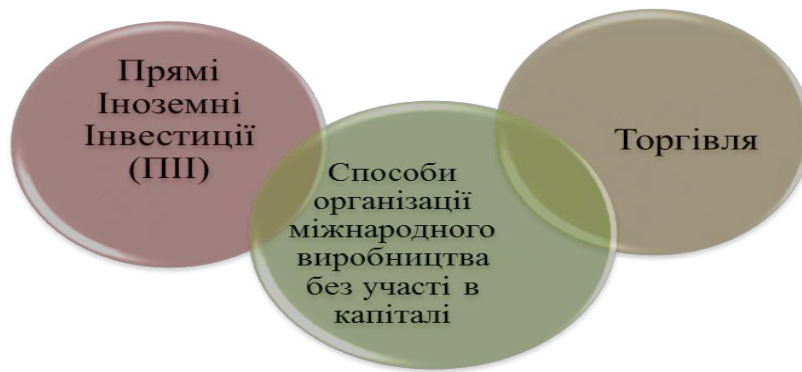 Прямі
Іноземні
Інвестиції
(ПІІ)
Способи
організації
міжнародного
виробництва
без участі в
капіталі
Торгівля